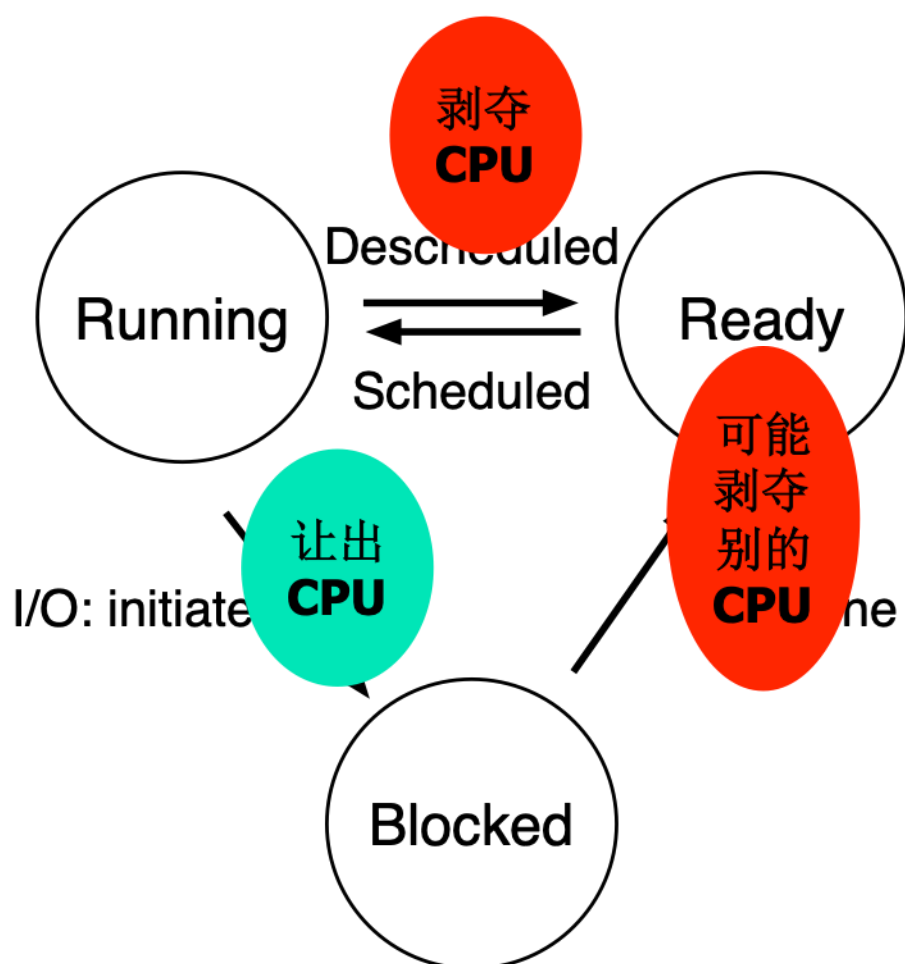 剥夺
CPU
Descheduled
Running
Ready
Scheduled
可能
剥夺
别的
CPU
让出
CPU
I/O: initiate
ne
Blocked